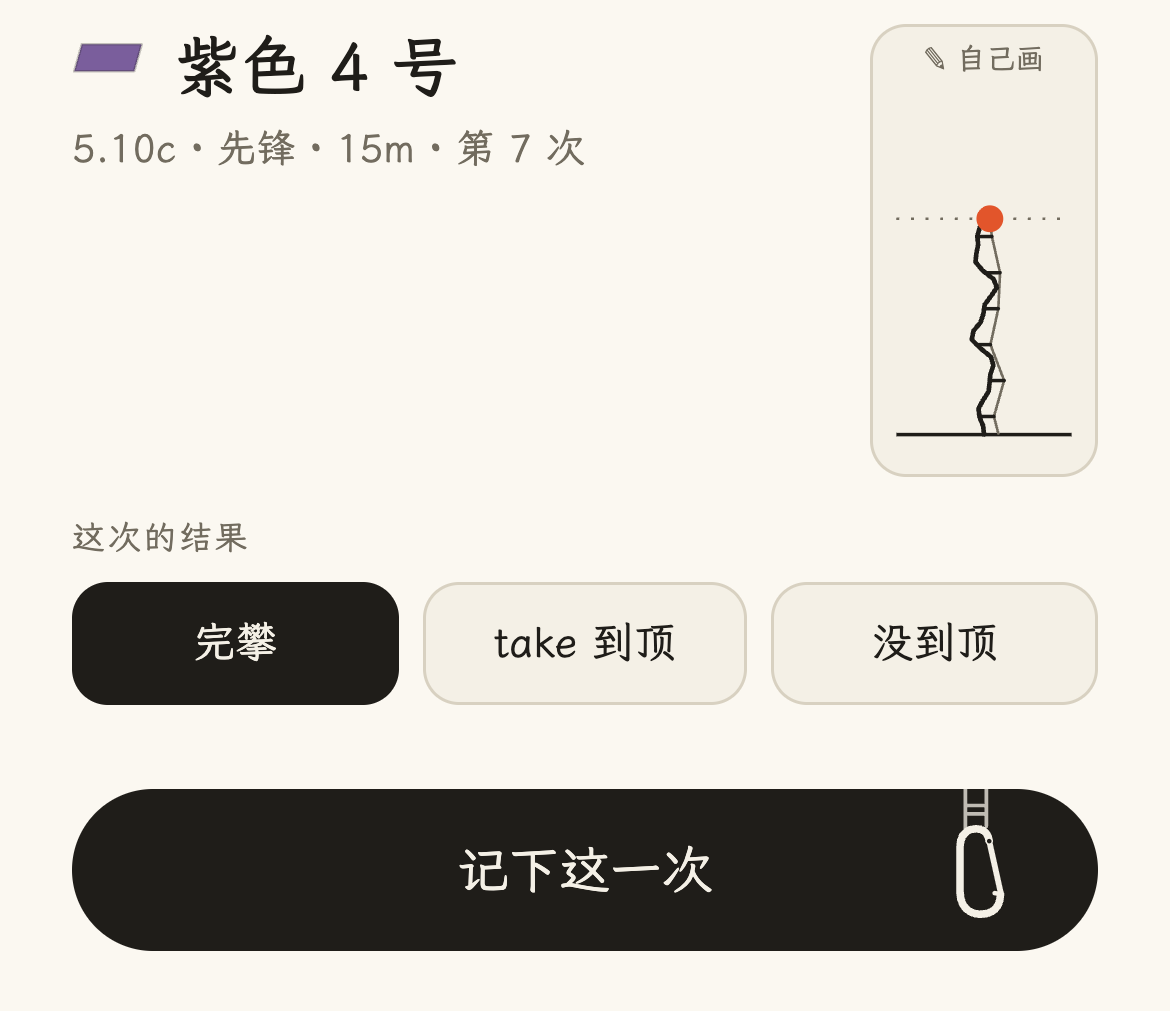 紫色 4 号
✎ 自己画
5.10c · 先锋 · 15m · 第 7 次
这次的结果
完攀
take 到顶
没到顶
记下这一次